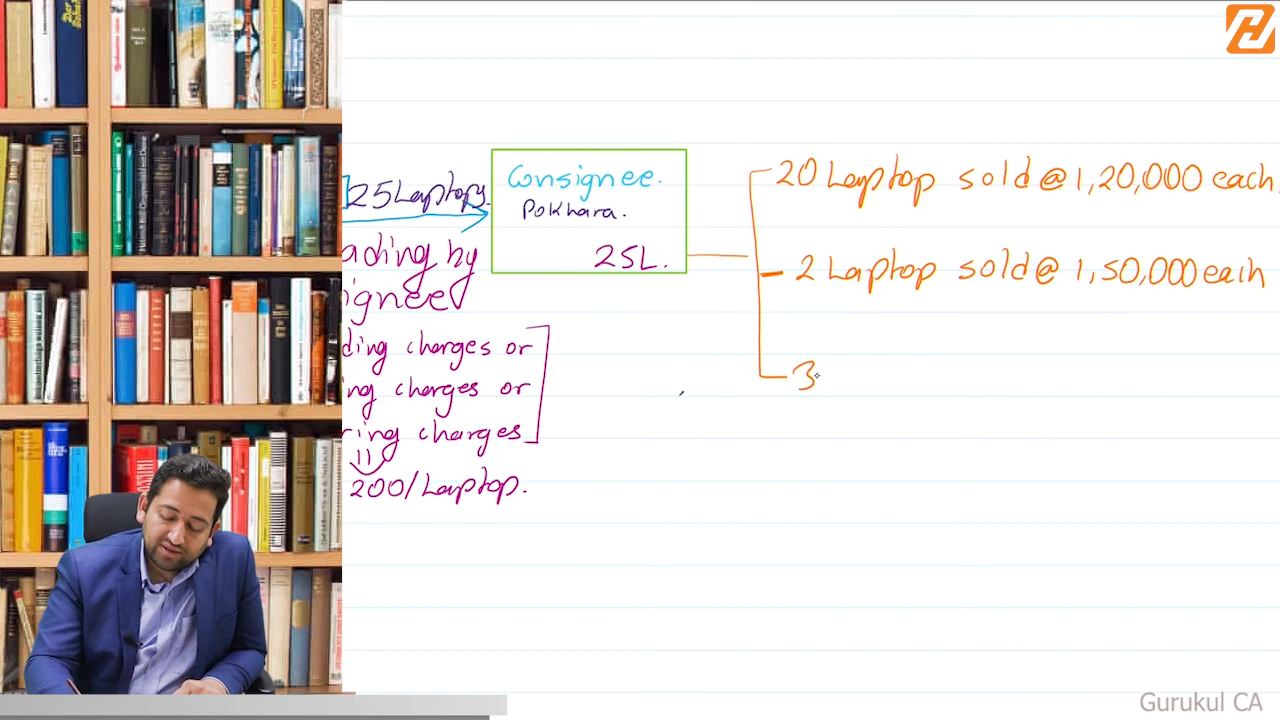 25 Laptops.
Consignee.
Pokhara.
25L.
20 Laptop sold @ 1,20,000 each
2 Laptop sold @ 1,50,000 each
3
ading by
ignee
ding charges or
ing charges or
ring charges
200/Laptop.
Gurukul CA